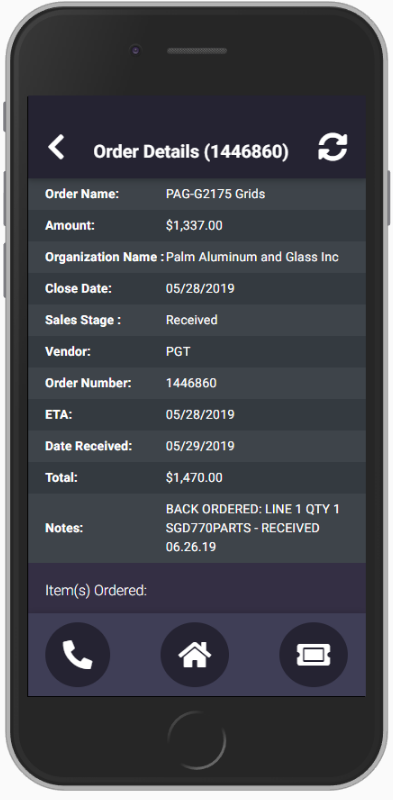 Order Details (1446860)
Order Name: PAG-G2175 Grids
Amount: $1,337.00
Organization Name : Palm Aluminum and Glass Inc
Close Date: 05/28/2019
Sales Stage : Received
Vendor: PGT
Order Number: 1446860
ETA: 05/28/2019
Date Received: 05/29/2019
Total: $1,470.00
Notes: BACK ORDERED: LINE 1 QTY 1
SGD770PARTS - RECEIVED
06.26.19
Item(s) Ordered: